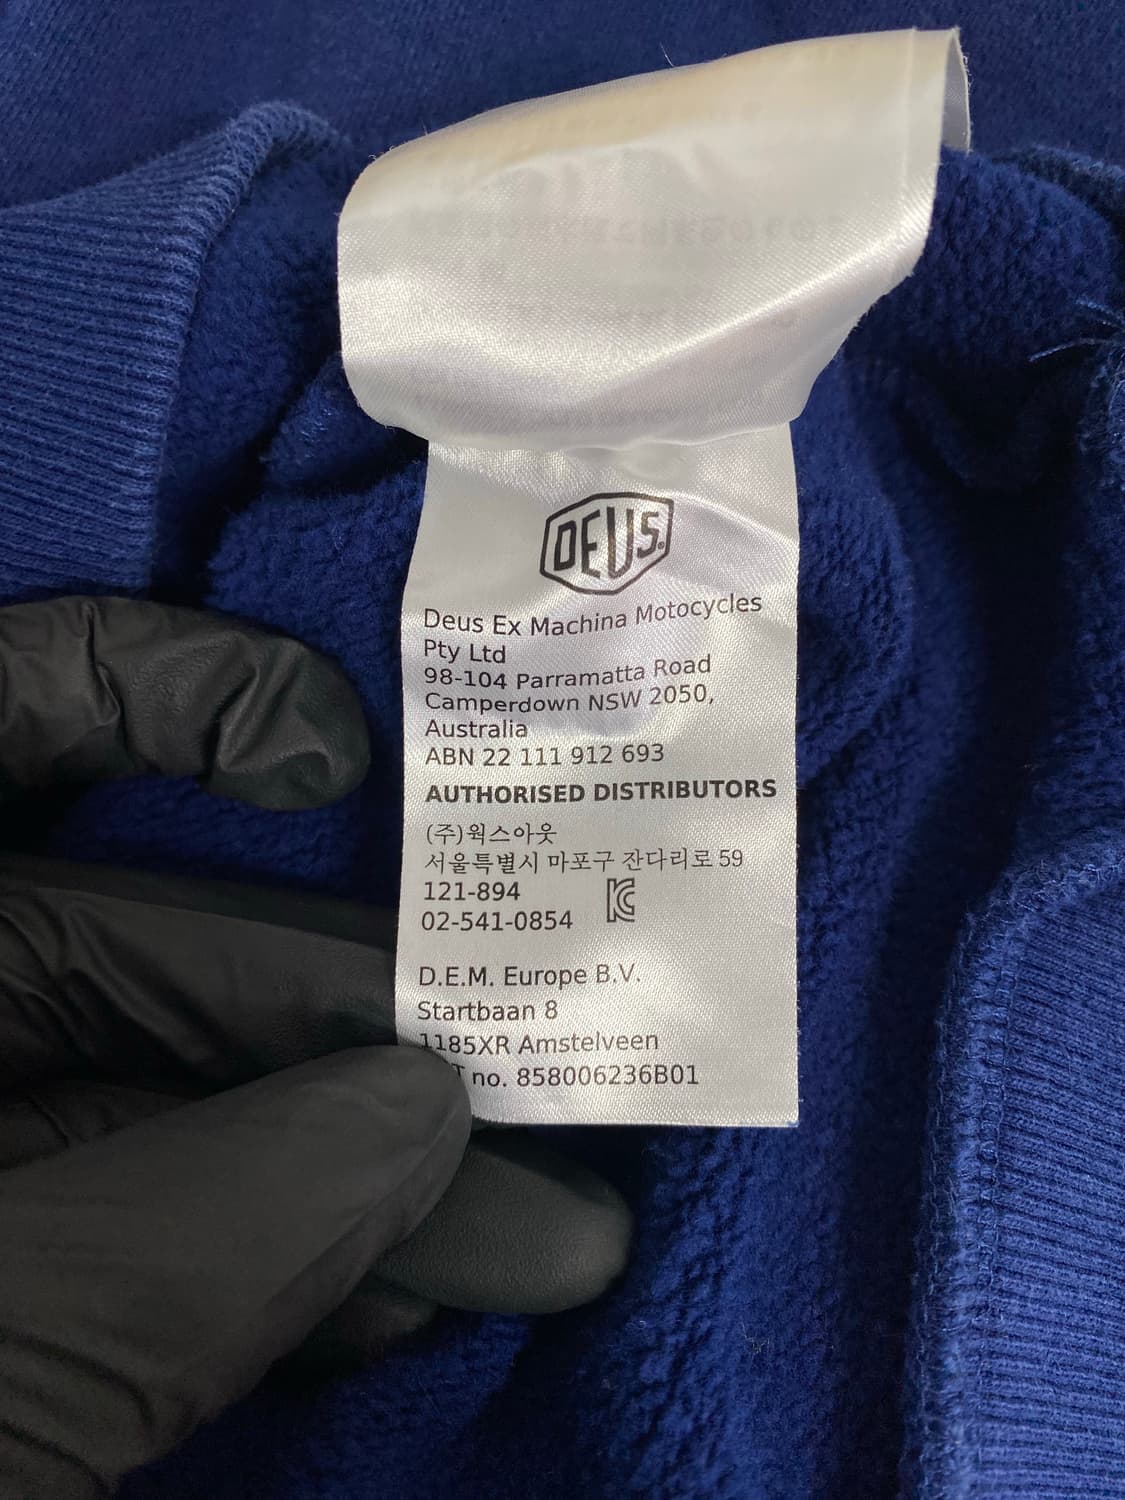 DEUS.
Deus Ex Machina Motocycles
Pty Ltd
98-104 Parramatta Road
Camperdown NSW 2050,
Australia
ABN 22 111 912 693
AUTHORISED DISTRIBUTORS
(주)웍스아웃
서울특별시 마포구 잔다리로 59
121-894
02-541-0854
D.E.M. Europe B.V.
Startbaan 8
1185XR Amstelveen
no. 858006236B01